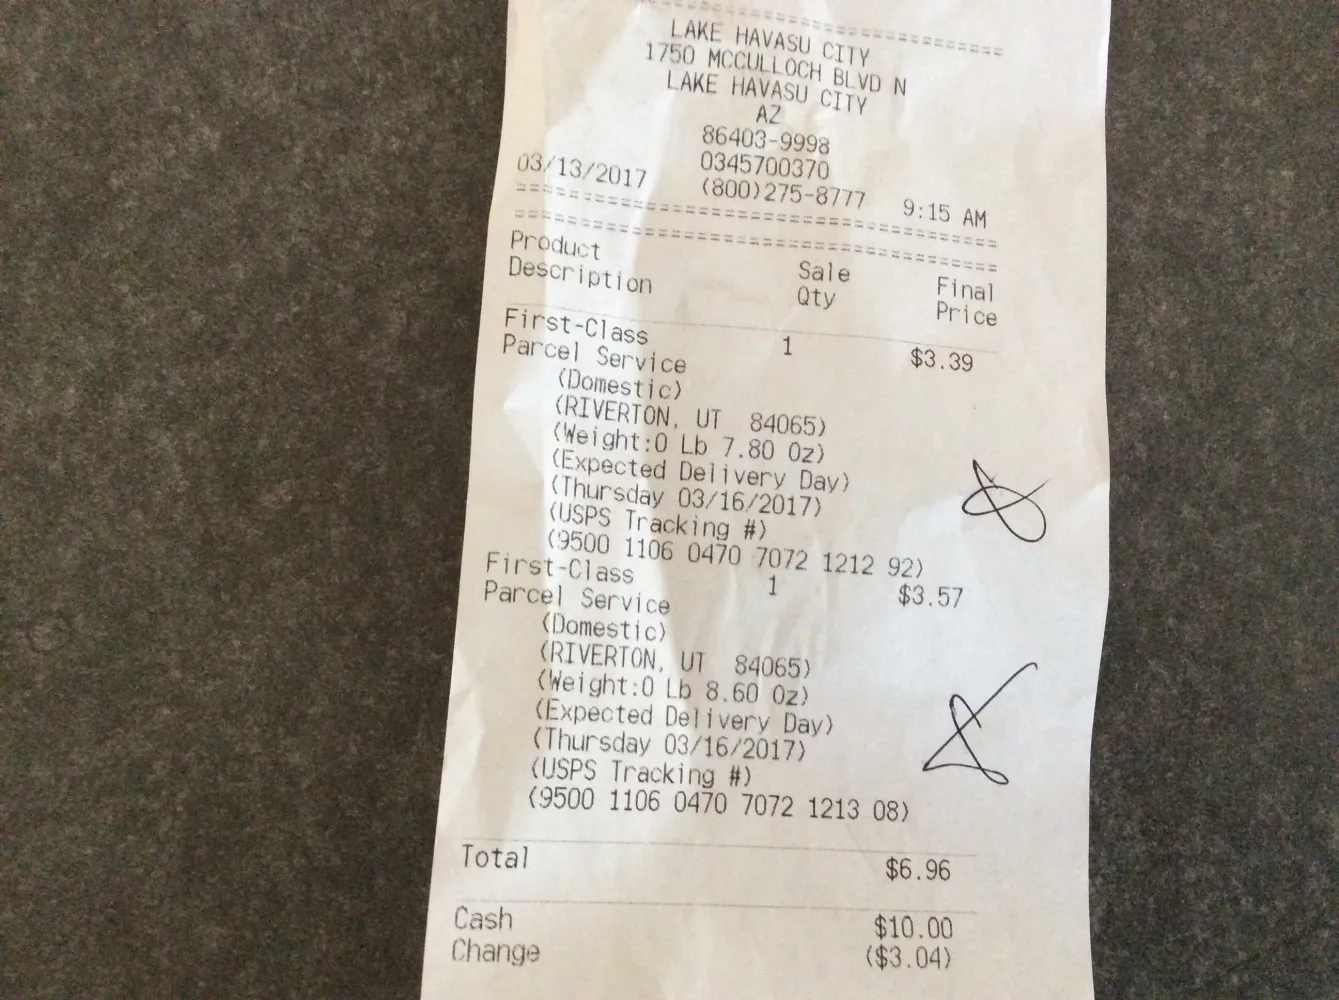 LAKE HAVASU CITY
1750 MCCULLOCH BLVD N
LAKE HAVASU CITY
AZ
86403-9998
0345700370
03/13/2017 (800)275-8777 9:15 AM
Product Sale Final
Description Qty Price
First-Class 1 $3.39
Parcel Service
(Domestic)
(RIVERTON, UT 84065)
(Weight:0 Lb 7.80 Oz)
(Expected Delivery Day)
(Thursday 03/16/2017)
(USPS Tracking #)
(9500 1106 0470 7072 1212 92)
First-Class 1 $3.57
Parcel Service
(Domestic)
(RIVERTON, UT 84065)
(Weight:0 Lb 8.60 Oz)
(Expected Delivery Day)
(Thursday 03/16/2017)
(USPS Tracking #)
(9500 1106 0470 7072 1213 08)
Total $6.96
Cash $10.00
Change ($3.04)